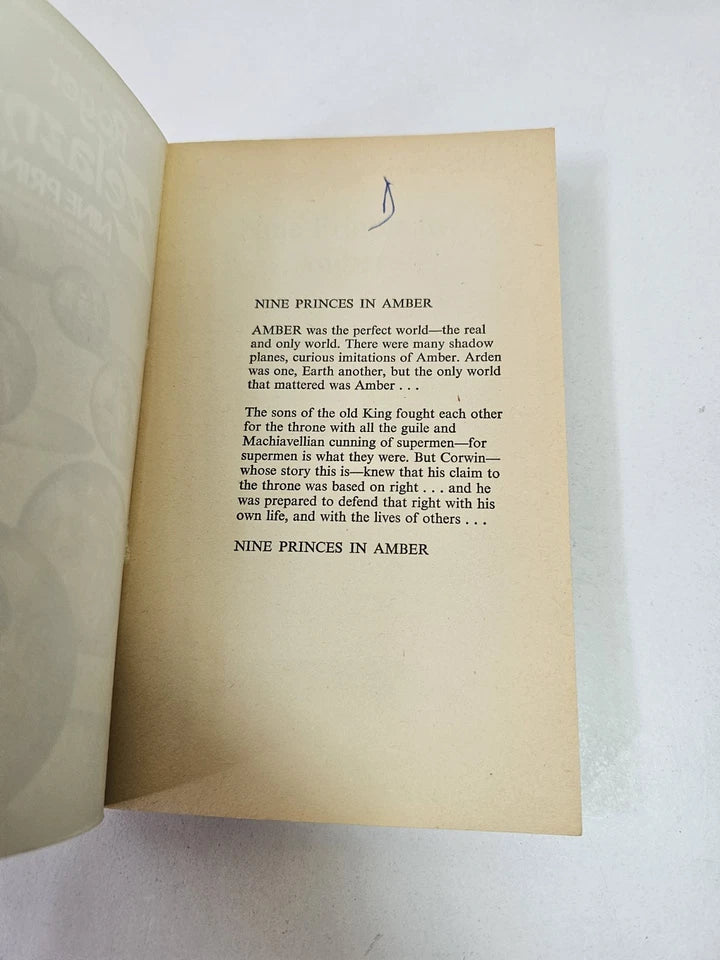 Roger
Zelazny
NINE PRIN
NINE PRINCES IN AMBER
AMBER was the perfect world—the real
and only world. There were many shadow
planes, curious imitations of Amber. Arden
was one, Earth another, but the only world
that mattered was Amber . . .
The sons of the old King fought each other
for the throne with all the guile and
Machiavellian cunning of supermen—for
supermen is what they were. But Corwin—
whose story this is—knew that his claim to
the throne was based on right . . . and he
was prepared to defend that right with his
own life, and with the lives of others . . .
NINE PRINCES IN AMBER